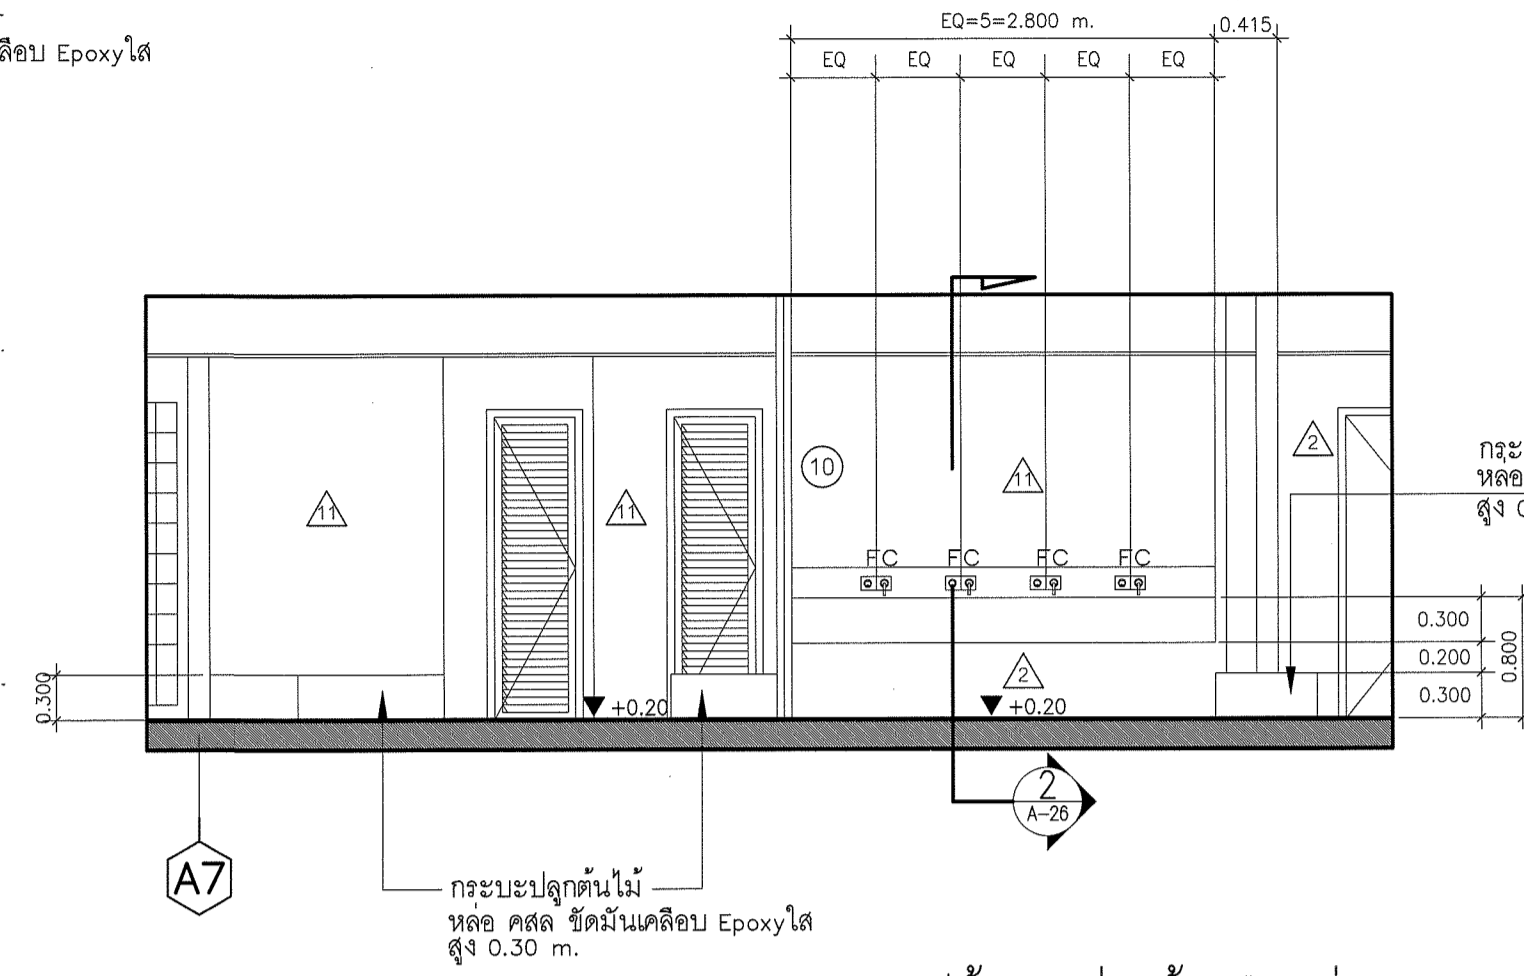 EQ=5=2.800 m.
0.415
ลือบ Epoxyใส
EQ
EQ
EQ
EQ
EQ
2
10
11
กระ
หล่อ
11
11
สูง
FC
FC
FC
FC
0.300
0.200
0.800
0.300
2
0.300
+0.20
+0.20
2
A-26
A7
กระบะปลูกต้นไม้
หล่อ คสล ขัดมันเคลือบ Epoxyใส
สูง 0.30 m.